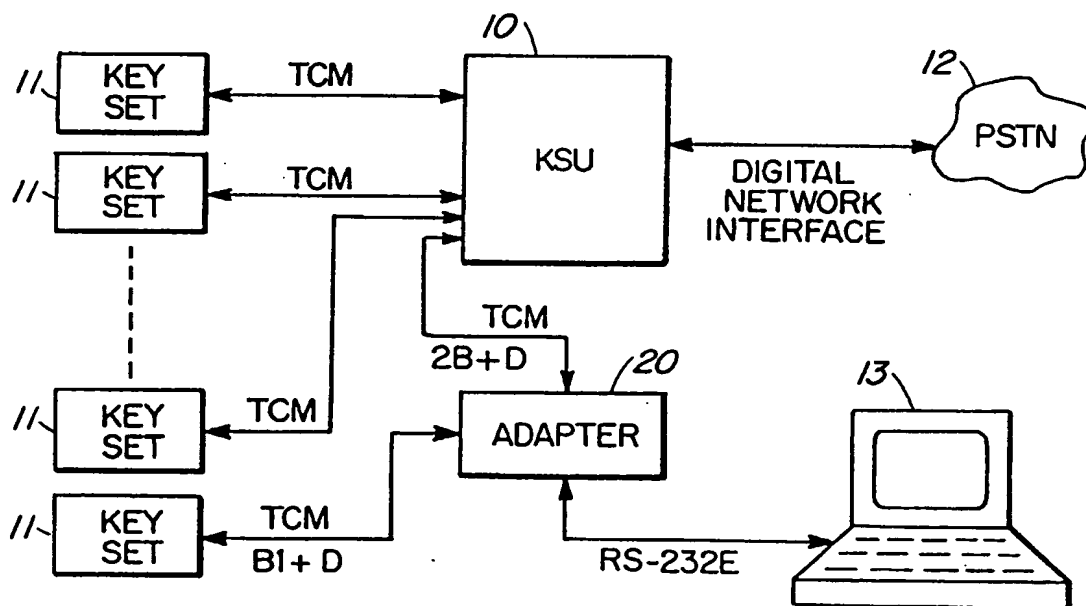 10
12
11
KEY
SET
TCM
KSU
PSTN
11
KEY
SET
TCM
DIGITAL
NETWORK
INTERFACE
TCM
2B+D
20
13
11
KEY
SET
TCM
ADAPTER
11
KEY
SET
TCM
B1+D
RS-232E